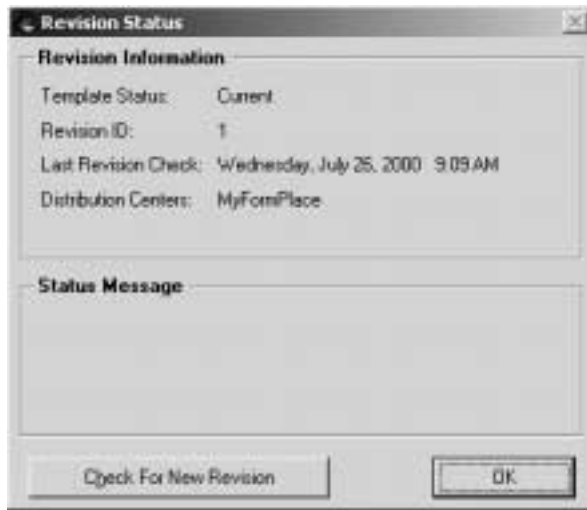 Revision Status
Revision Information
Template Status: Current
Revision ID: 1
Last Revision Check: Wednesday, July 26, 2000 9:09 AM
Distribution Centers: MyFormPlace
Status Message
Check For New Revision
OK